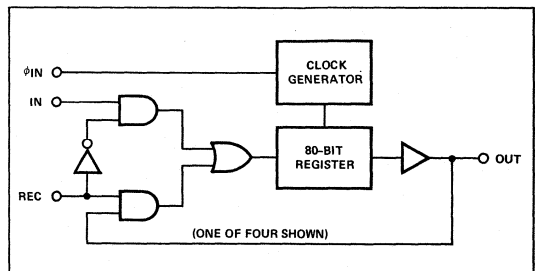 CLOCK
GENERATOR
ϕIN
IN
80-BIT
REGISTER
OUT
REC
(ONE OF FOUR SHOWN)